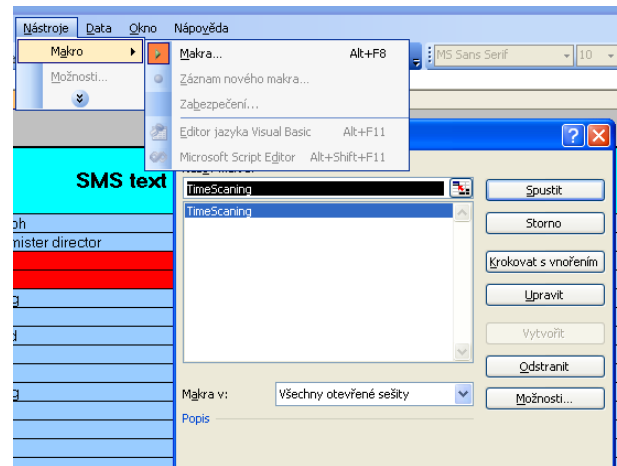 Nástroje Data Okno Nápověda
Makro
Možnosti...
Makra... Alt+F8
Záznam nového makra...
Zabezpečení...
Editor jazyka Visual Basic Alt+F11
Microsoft Script Editor Alt+Shift+F11
MS Sans Serif 10
SMS text
mister director
TimeScaning
TimeScaning
Spustit
Storno
Krokovat s vnořením
Upravit
Vytvořit
Odstranit
Možnosti...
Makra v: Všechny otevřené sešity
Popis